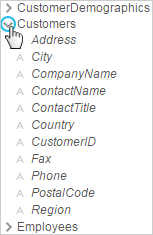 CustomerDemographics
Customers
Address
A City
A CompanyName
A ContactName
A ContactTitle
A Country
A CustomerID
A Fax
A Phone
A PostalCode
A Region
Employees